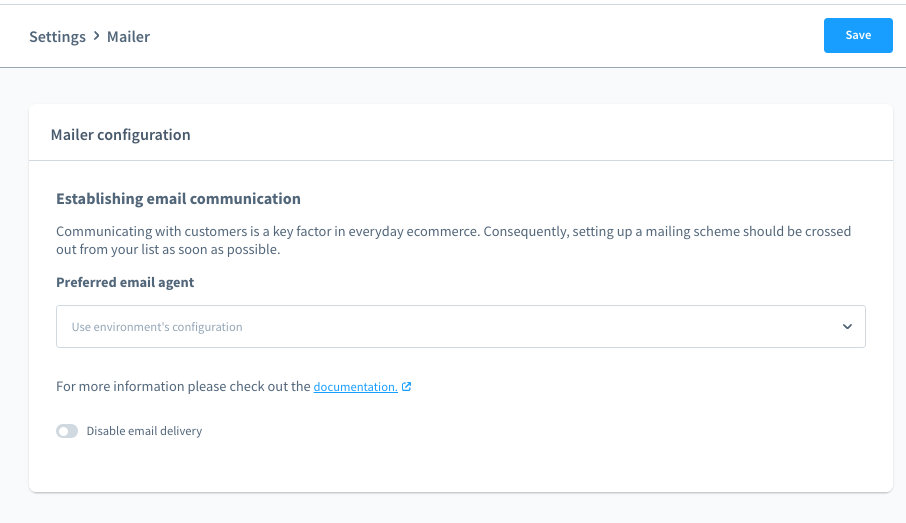 Settings > Mailer
Save
Mailer configuration
Establishing email communication
Communicating with customers is a key factor in everyday ecommerce. Consequently, setting up a mailing scheme should be crossed
out from your list as soon as possible.
Preferred email agent
Use environment's configuration
For more information please check out the documentation.
Disable email delivery